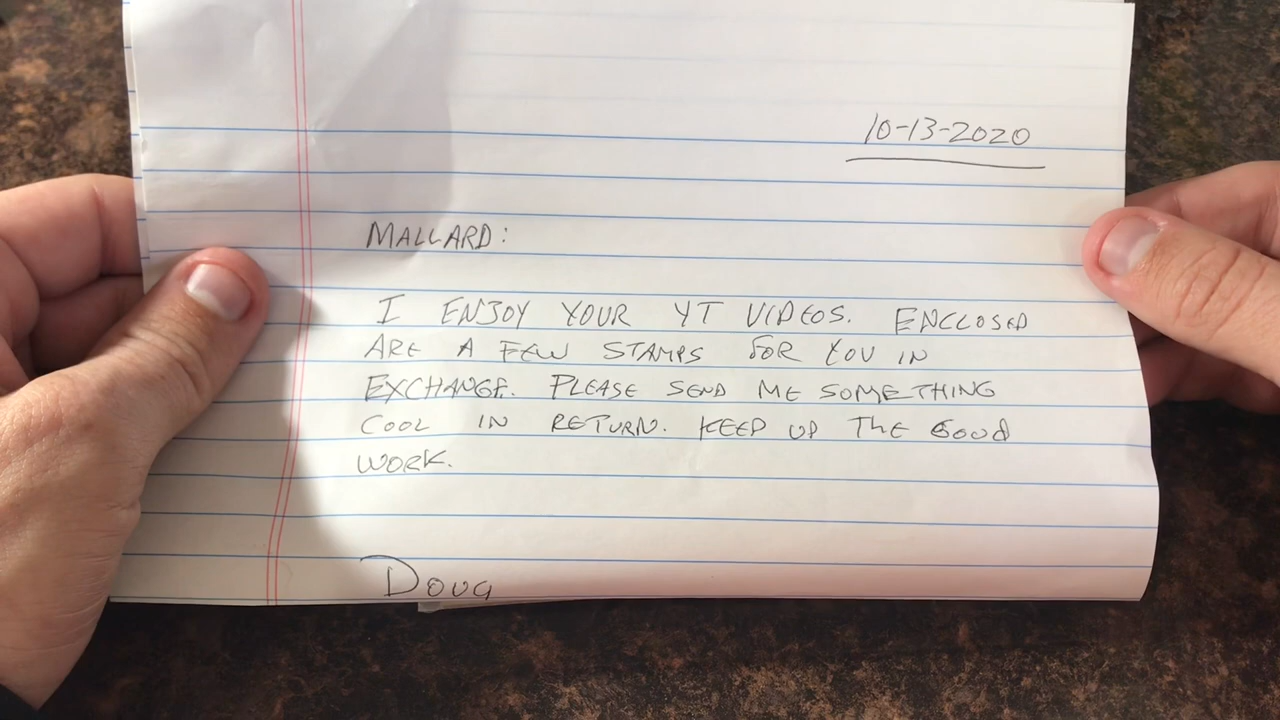 10-13-2020
MALLARD:
I ENJOY YOUR YT VIDEOS. ENCLOSED
ARE A FEW STAMPS FOR YOU IN
EXCHANGE. PLEASE SEND ME SOMETHING
COOL IN RETURN. KEEP UP THE GOOD
WORK.
DOUG